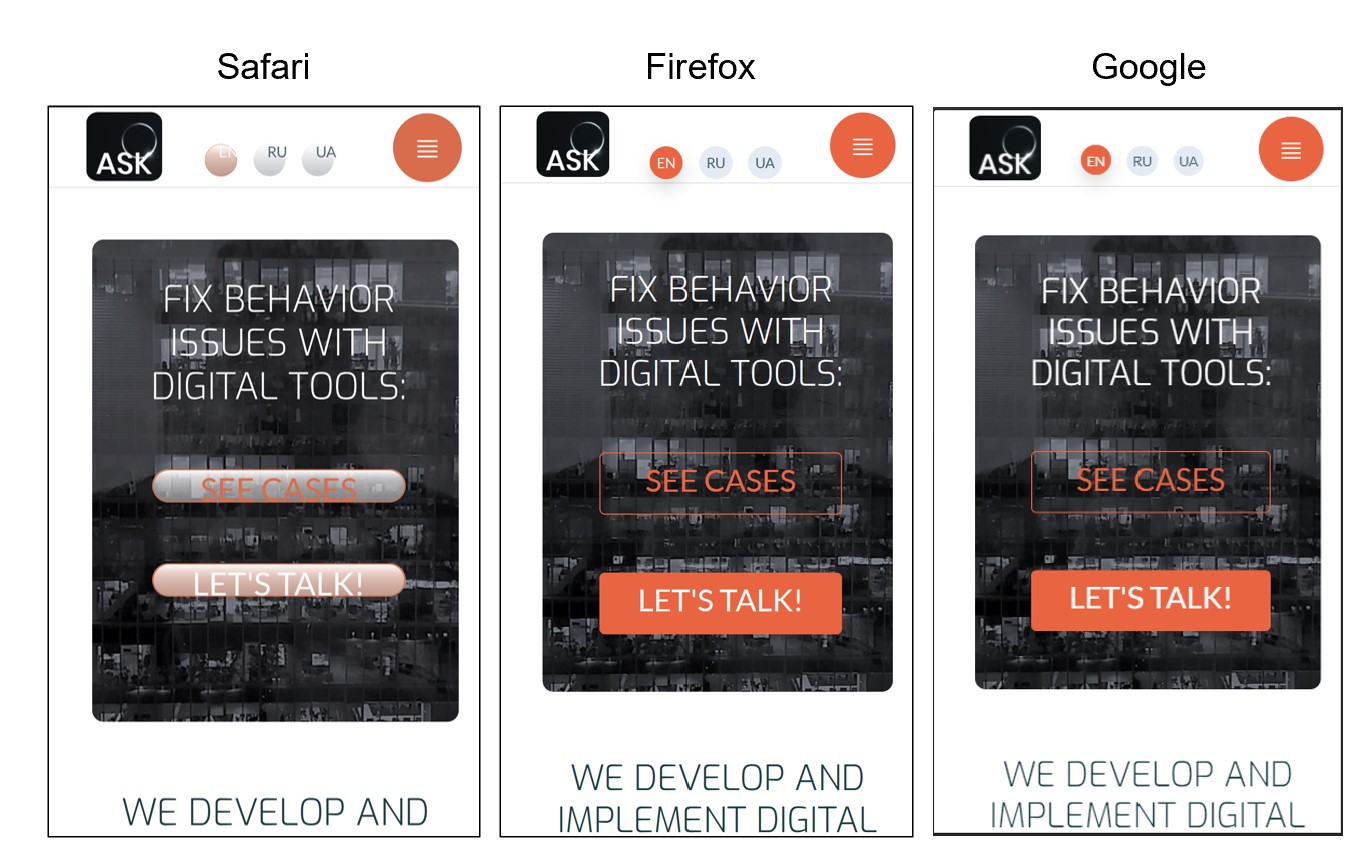 Safari
Firefox
Google
ASK
EN
RU
UA
FIX BEHAVIOR
ISSUES WITH
DIGITAL TOOLS:
SEE CASES
LET'S TALK!
WE DEVELOP AND
ASK
EN
RU
UA
FIX BEHAVIOR
ISSUES WITH
DIGITAL TOOLS:
SEE CASES
LET'S TALK!
WE DEVELOP AND
IMPLEMENT DIGITAL
ASK
EN
RU
UA
FIX BEHAVIOR
ISSUES WITH
DIGITAL TOOLS:
SEE CASES
LET'S TALK!
WE DEVELOP AND
IMPLEMENT DIGITAL